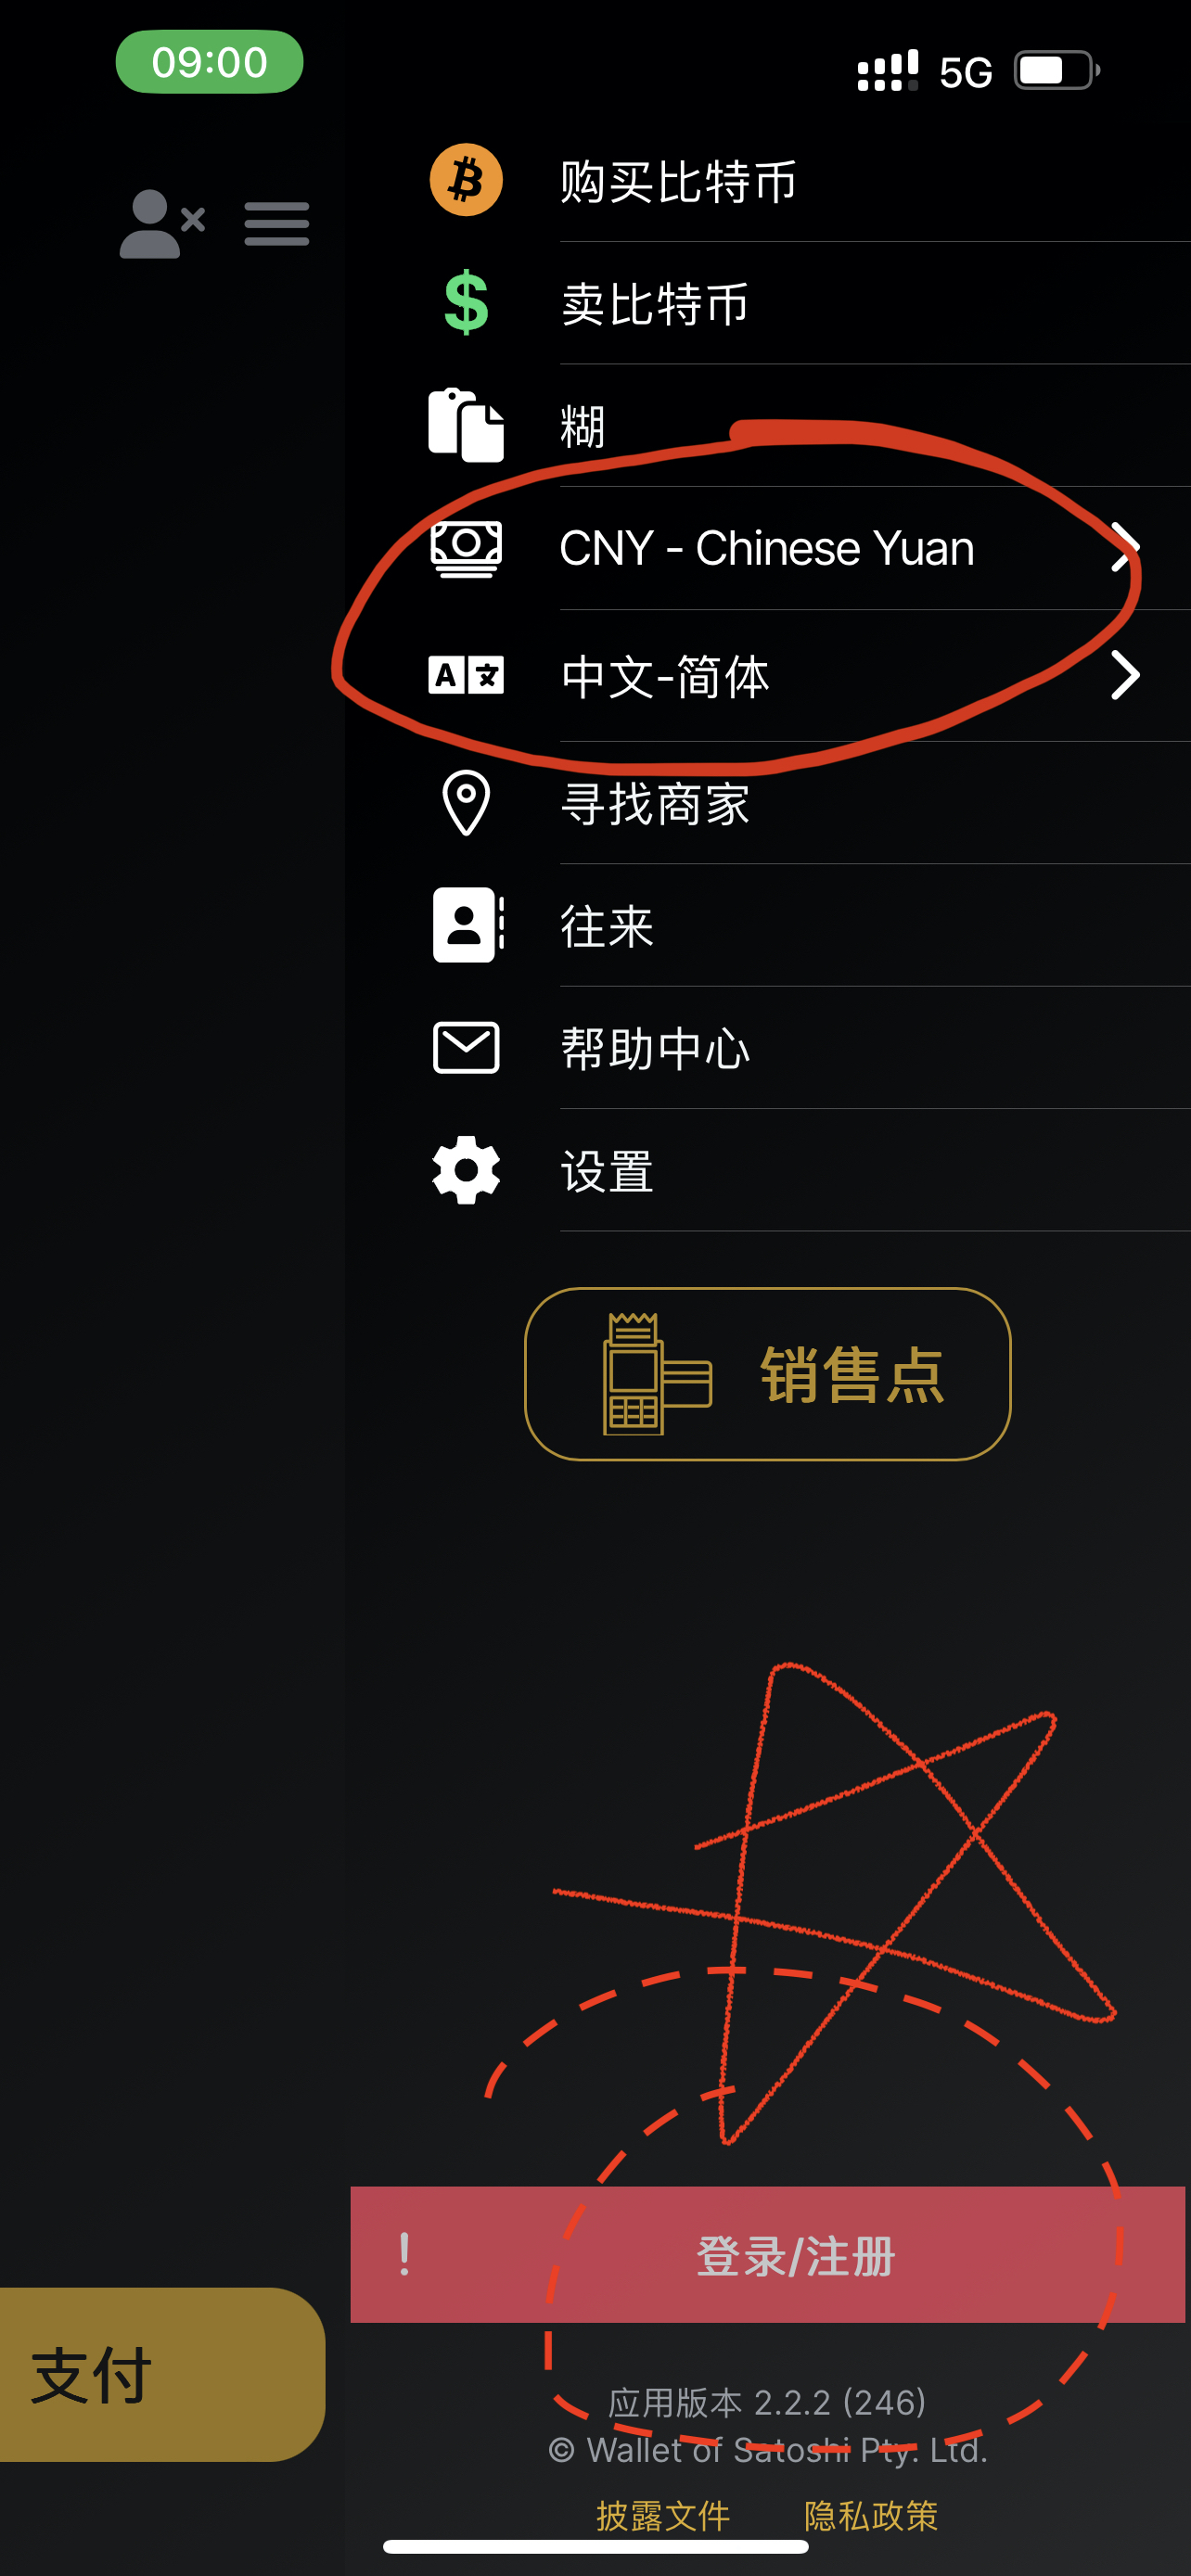 09:00
5G
购买比特币
卖比特币
糊
CNY - Chinese Yuan
中文-简体
寻找商家
往来
帮助中心
设置
销售点
! 登录/注册
支付
应用版本 2.2.2 (246)
© Wallet of Satoshi Pty. Ltd.
披露文件 隐私政策